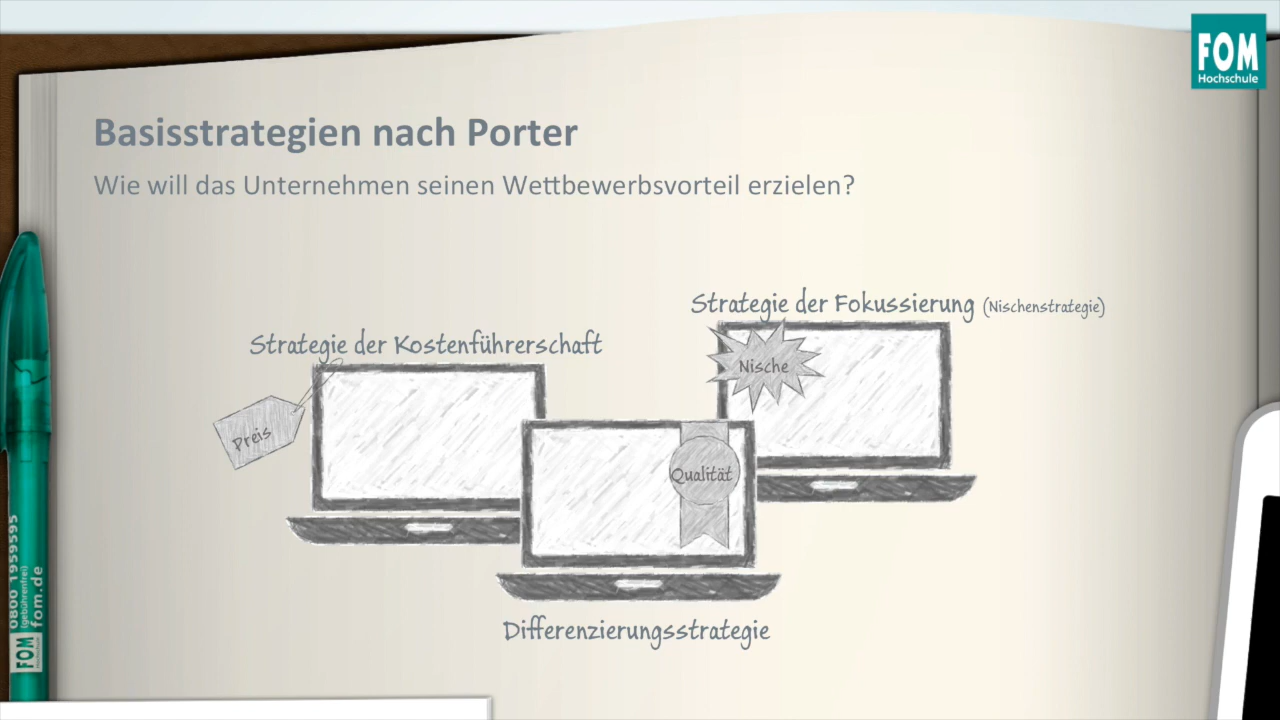 FOM
Hochschule
Basisstrategien nach Porter
Wie will das Unternehmen seinen Wettbewerbsvorteil erzielen?
Strategie der Fokussierung (Nischenstrategie)
Strategie der Kostenführerschaft
Nische
Preis
Qualität
Differenzierungsstrategie
0800 1959595
(gebührenfrei)
fom.de
FOM
Hochschule